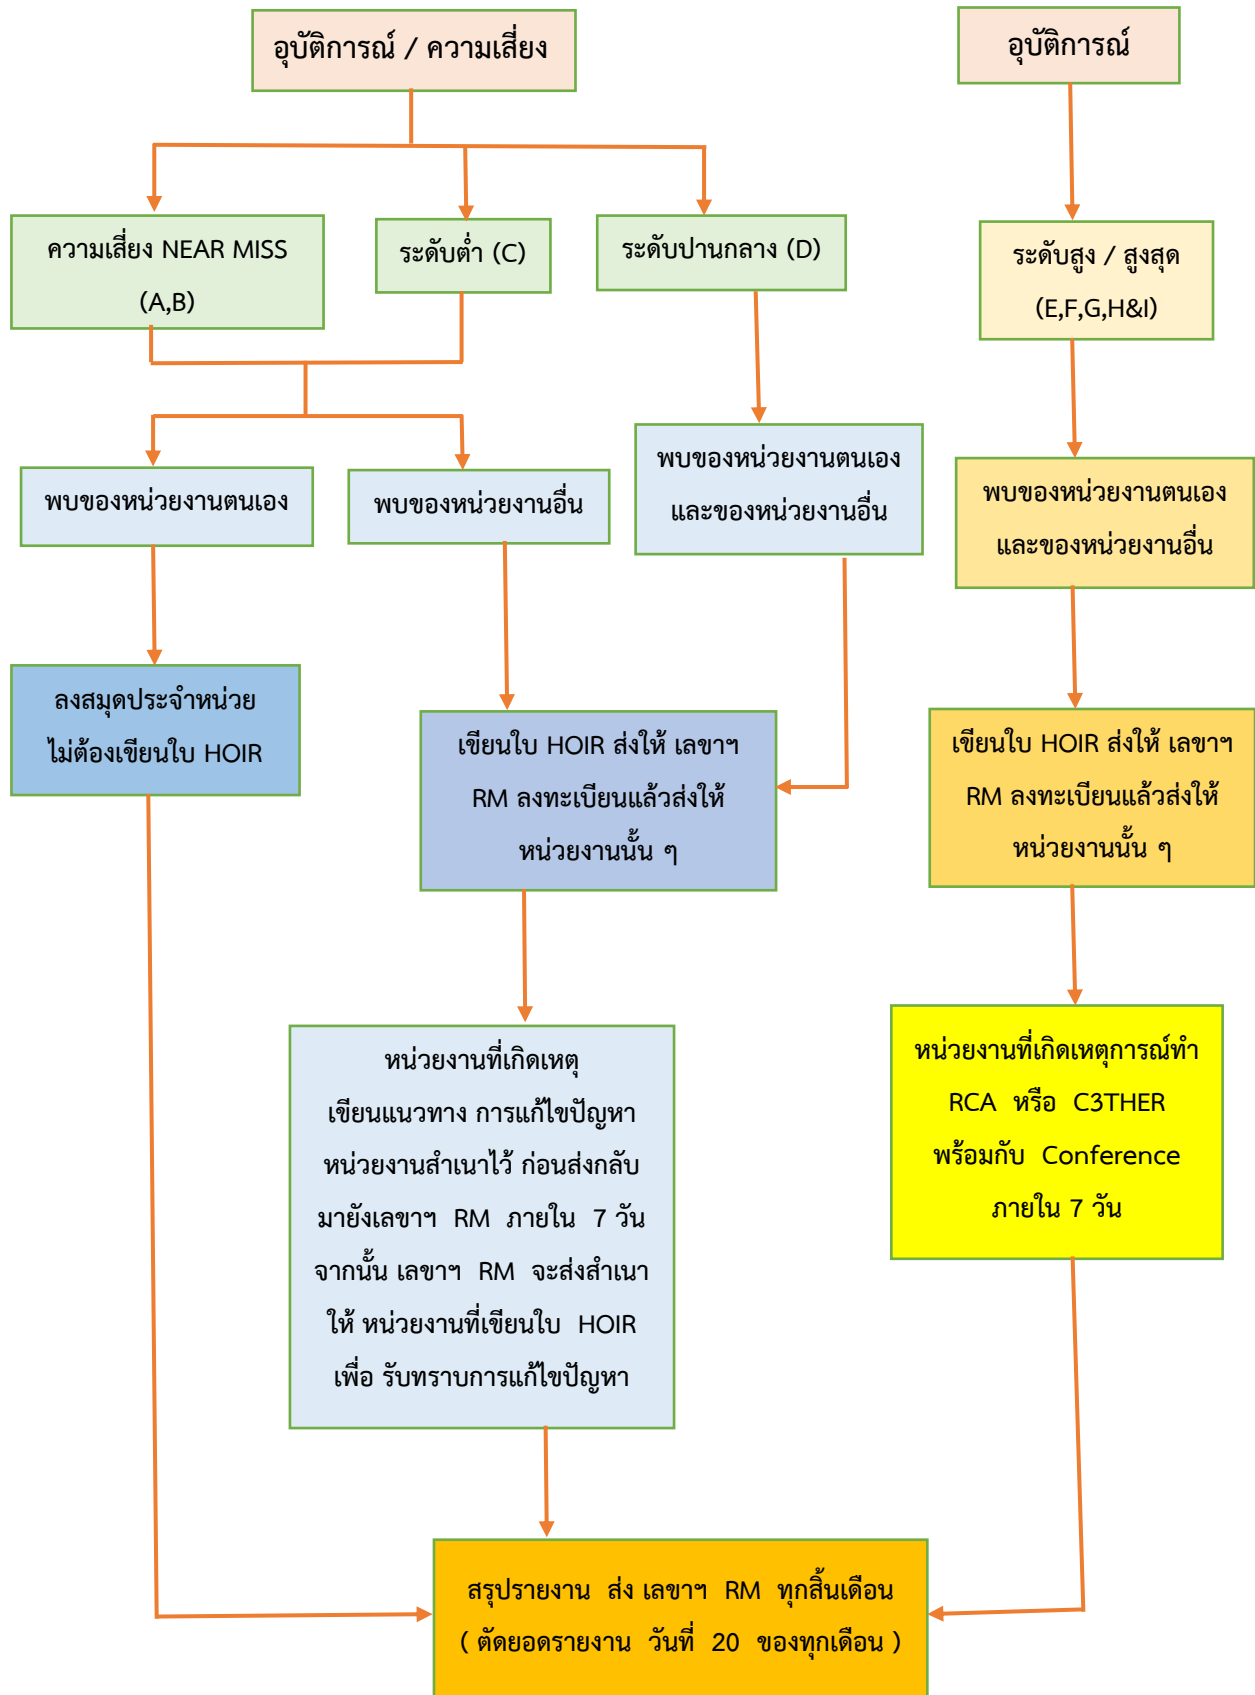 อุบัติการณ์ / ความเสี่ยง
อุบัติการณ์
ความเสี่ยง NEAR MISS
(A,B)
ระดับต่ำ (C)
ระดับปานกลาง (D)
ระดับสูง / สูงสุด
(E,F,G,H&I)
พบของหน่วยงานตนเอง
พบของหน่วยงานอื่น
พบของหน่วยงานตนเอง
และของหน่วยงานอื่น
พบของหน่วยงานตนเอง
และของหน่วยงานอื่น
ลงสมุดประจำหน่วย
ไม่ต้องเขียนใบ HOIR
เขียนใบ HOIR ส่งให้ เลขาฯ
RM ลงทะเบียนแล้วส่งให้
หน่วยงานนั้น ๆ
เขียนใบ HOIR ส่งให้ เลขาฯ
RM ลงทะเบียนแล้วส่งให้
หน่วยงานนั้น ๆ
หน่วยงานที่เกิดเหตุ
เขียนแนวทาง การแก้ไขปัญหา
หน่วยงานสำเนาไว้ ก่อนส่งกลับ
มายังเลขาฯ RM ภายใน 7 วัน
จากนั้น เลขาฯ RM จะส่งสำเนา
ให้ หน่วยงานที่เขียนใบ HOIR
เพื่อ รับทราบการแก้ไขปัญหา
หน่วยงานที่เกิดเหตุการณ์ทำ
RCA หรือ C3THER
พร้อมกับ Conference
ภายใน 7 วัน
สรุปรายงาน ส่ง เลขาฯ RM ทุกสิ้นเดือน
( ตัดยอดรายงาน วันที่ 20 ของทุกเดือน )